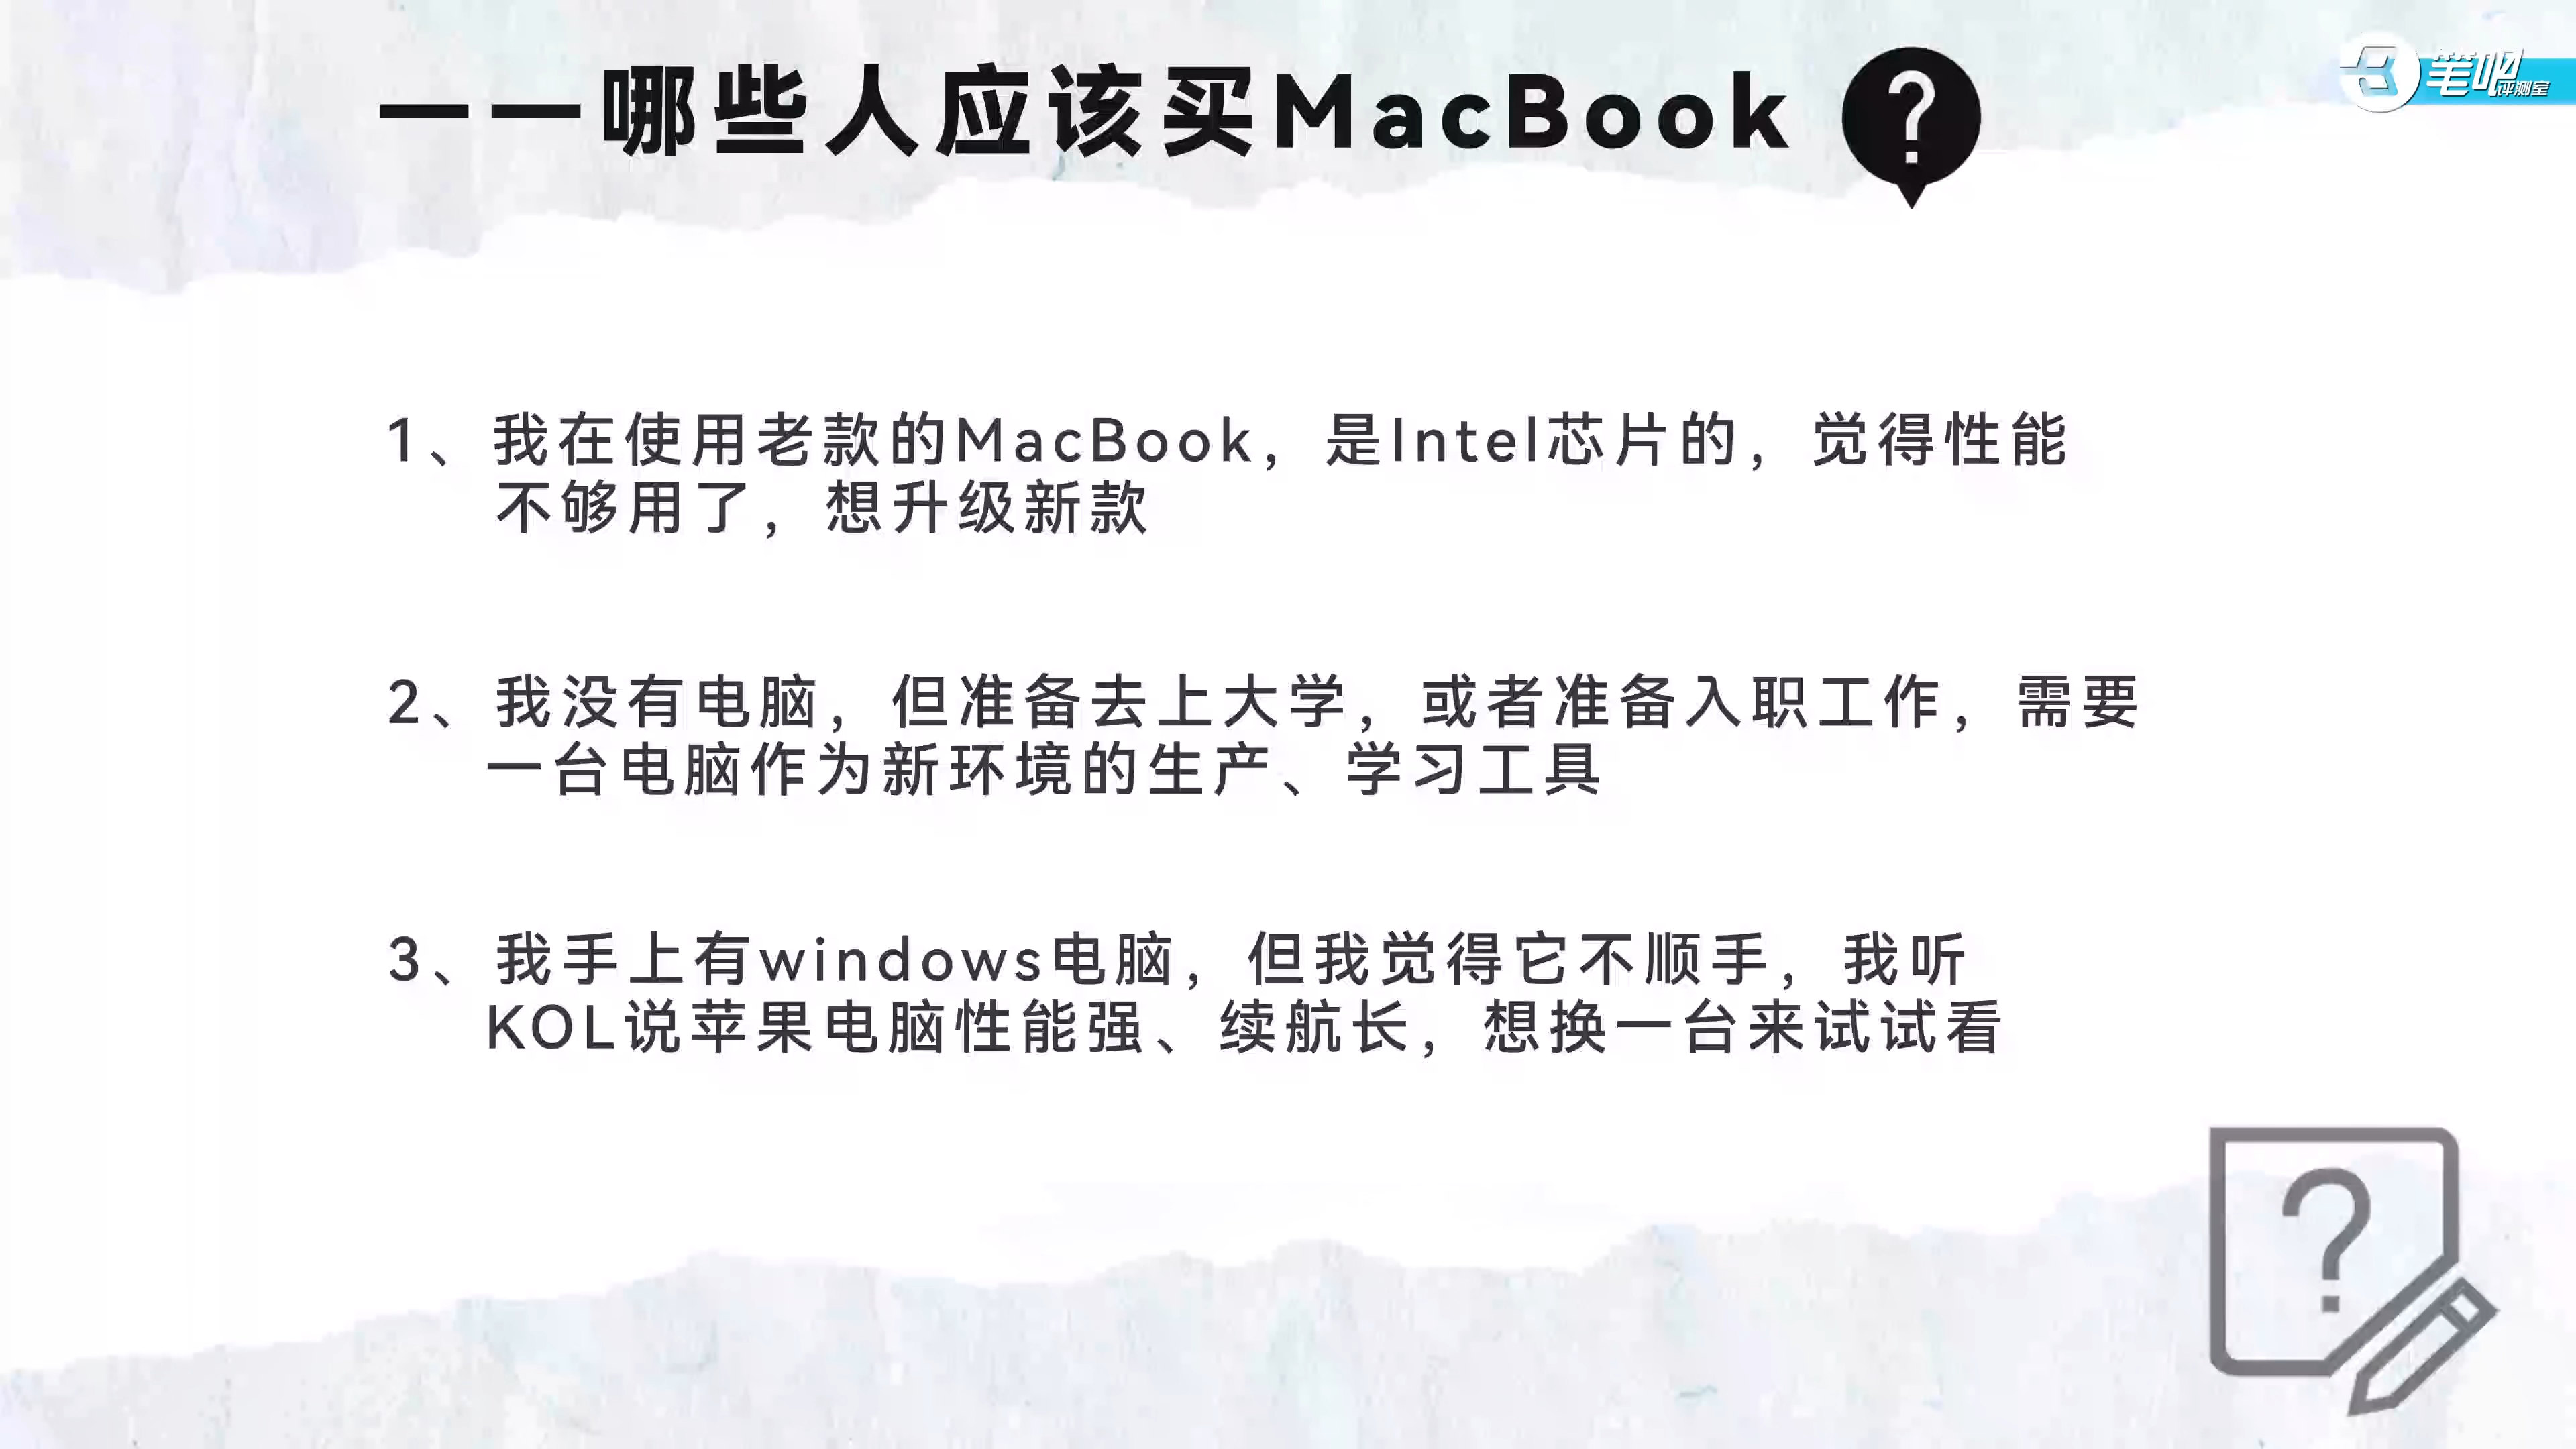 ——哪些人应该买MacBook ?
笔吧评测室
1、我在使用老款的MacBook，是Intel芯片的，觉得性能
不够用了，想升级新款
2、我没有电脑，但准备去上大学，或者准备入职工作，需要
一台电脑作为新环境的生产、学习工具
3、我手上有windows电脑，但我觉得它不顺手，我听
KOL说苹果电脑性能强、续航长，想换一台来试试看
?